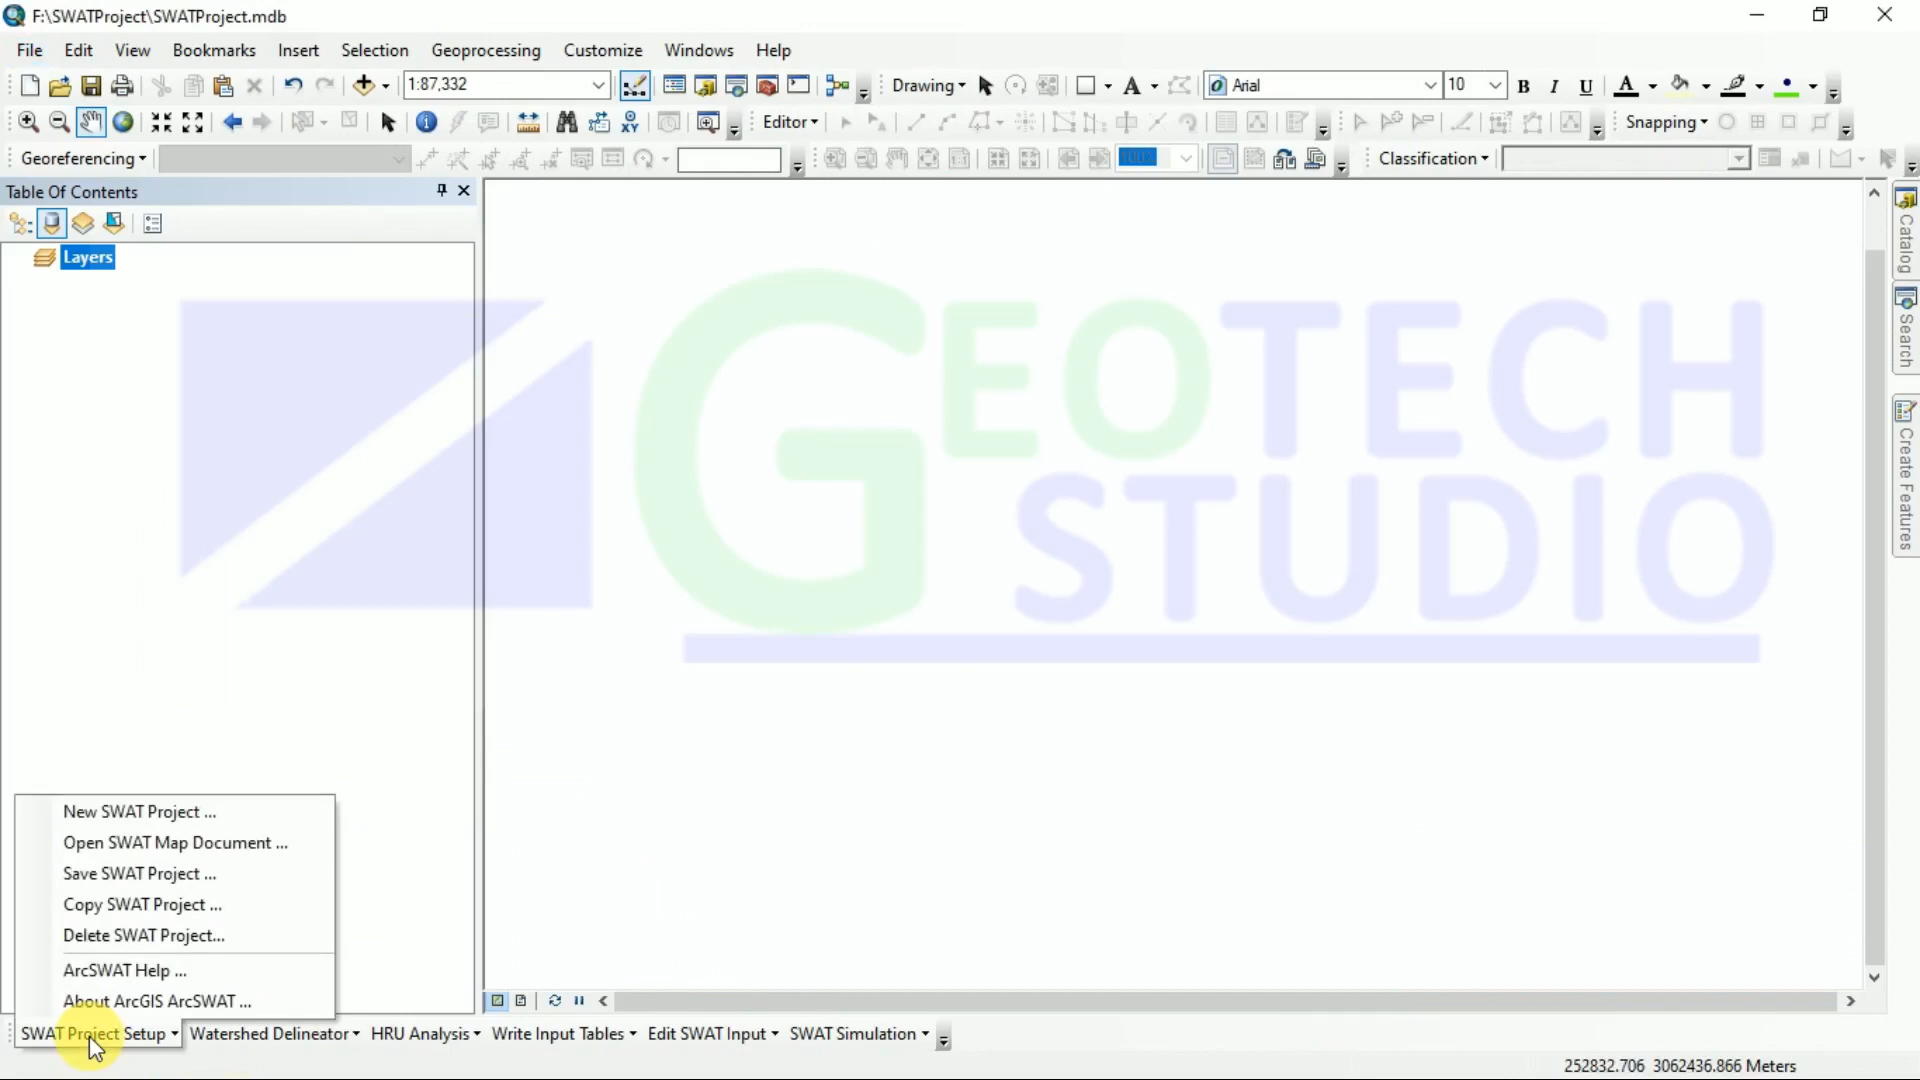 F:\SWATProject\SWATProject.mdb
File Edit View Bookmarks Insert Selection Geoprocessing Customize Windows Help
1:87,332 Drawing Arial 10 B I U A
Editor Snapping
Georeferencing 100% Classification
Table Of Contents
Layers
Catalog
Search
Create Features
GEOTECH
STUDIO
New SWAT Project ...
Open SWAT Map Document ...
Save SWAT Project ...
Copy SWAT Project ...
Delete SWAT Project...
ArcSWAT Help ...
About ArcGIS ArcSWAT ...
SWAT Project Setup Watershed Delineator HRU Analysis Write Input Tables Edit SWAT Input SWAT Simulation
252832.706 3062436.866 Meters